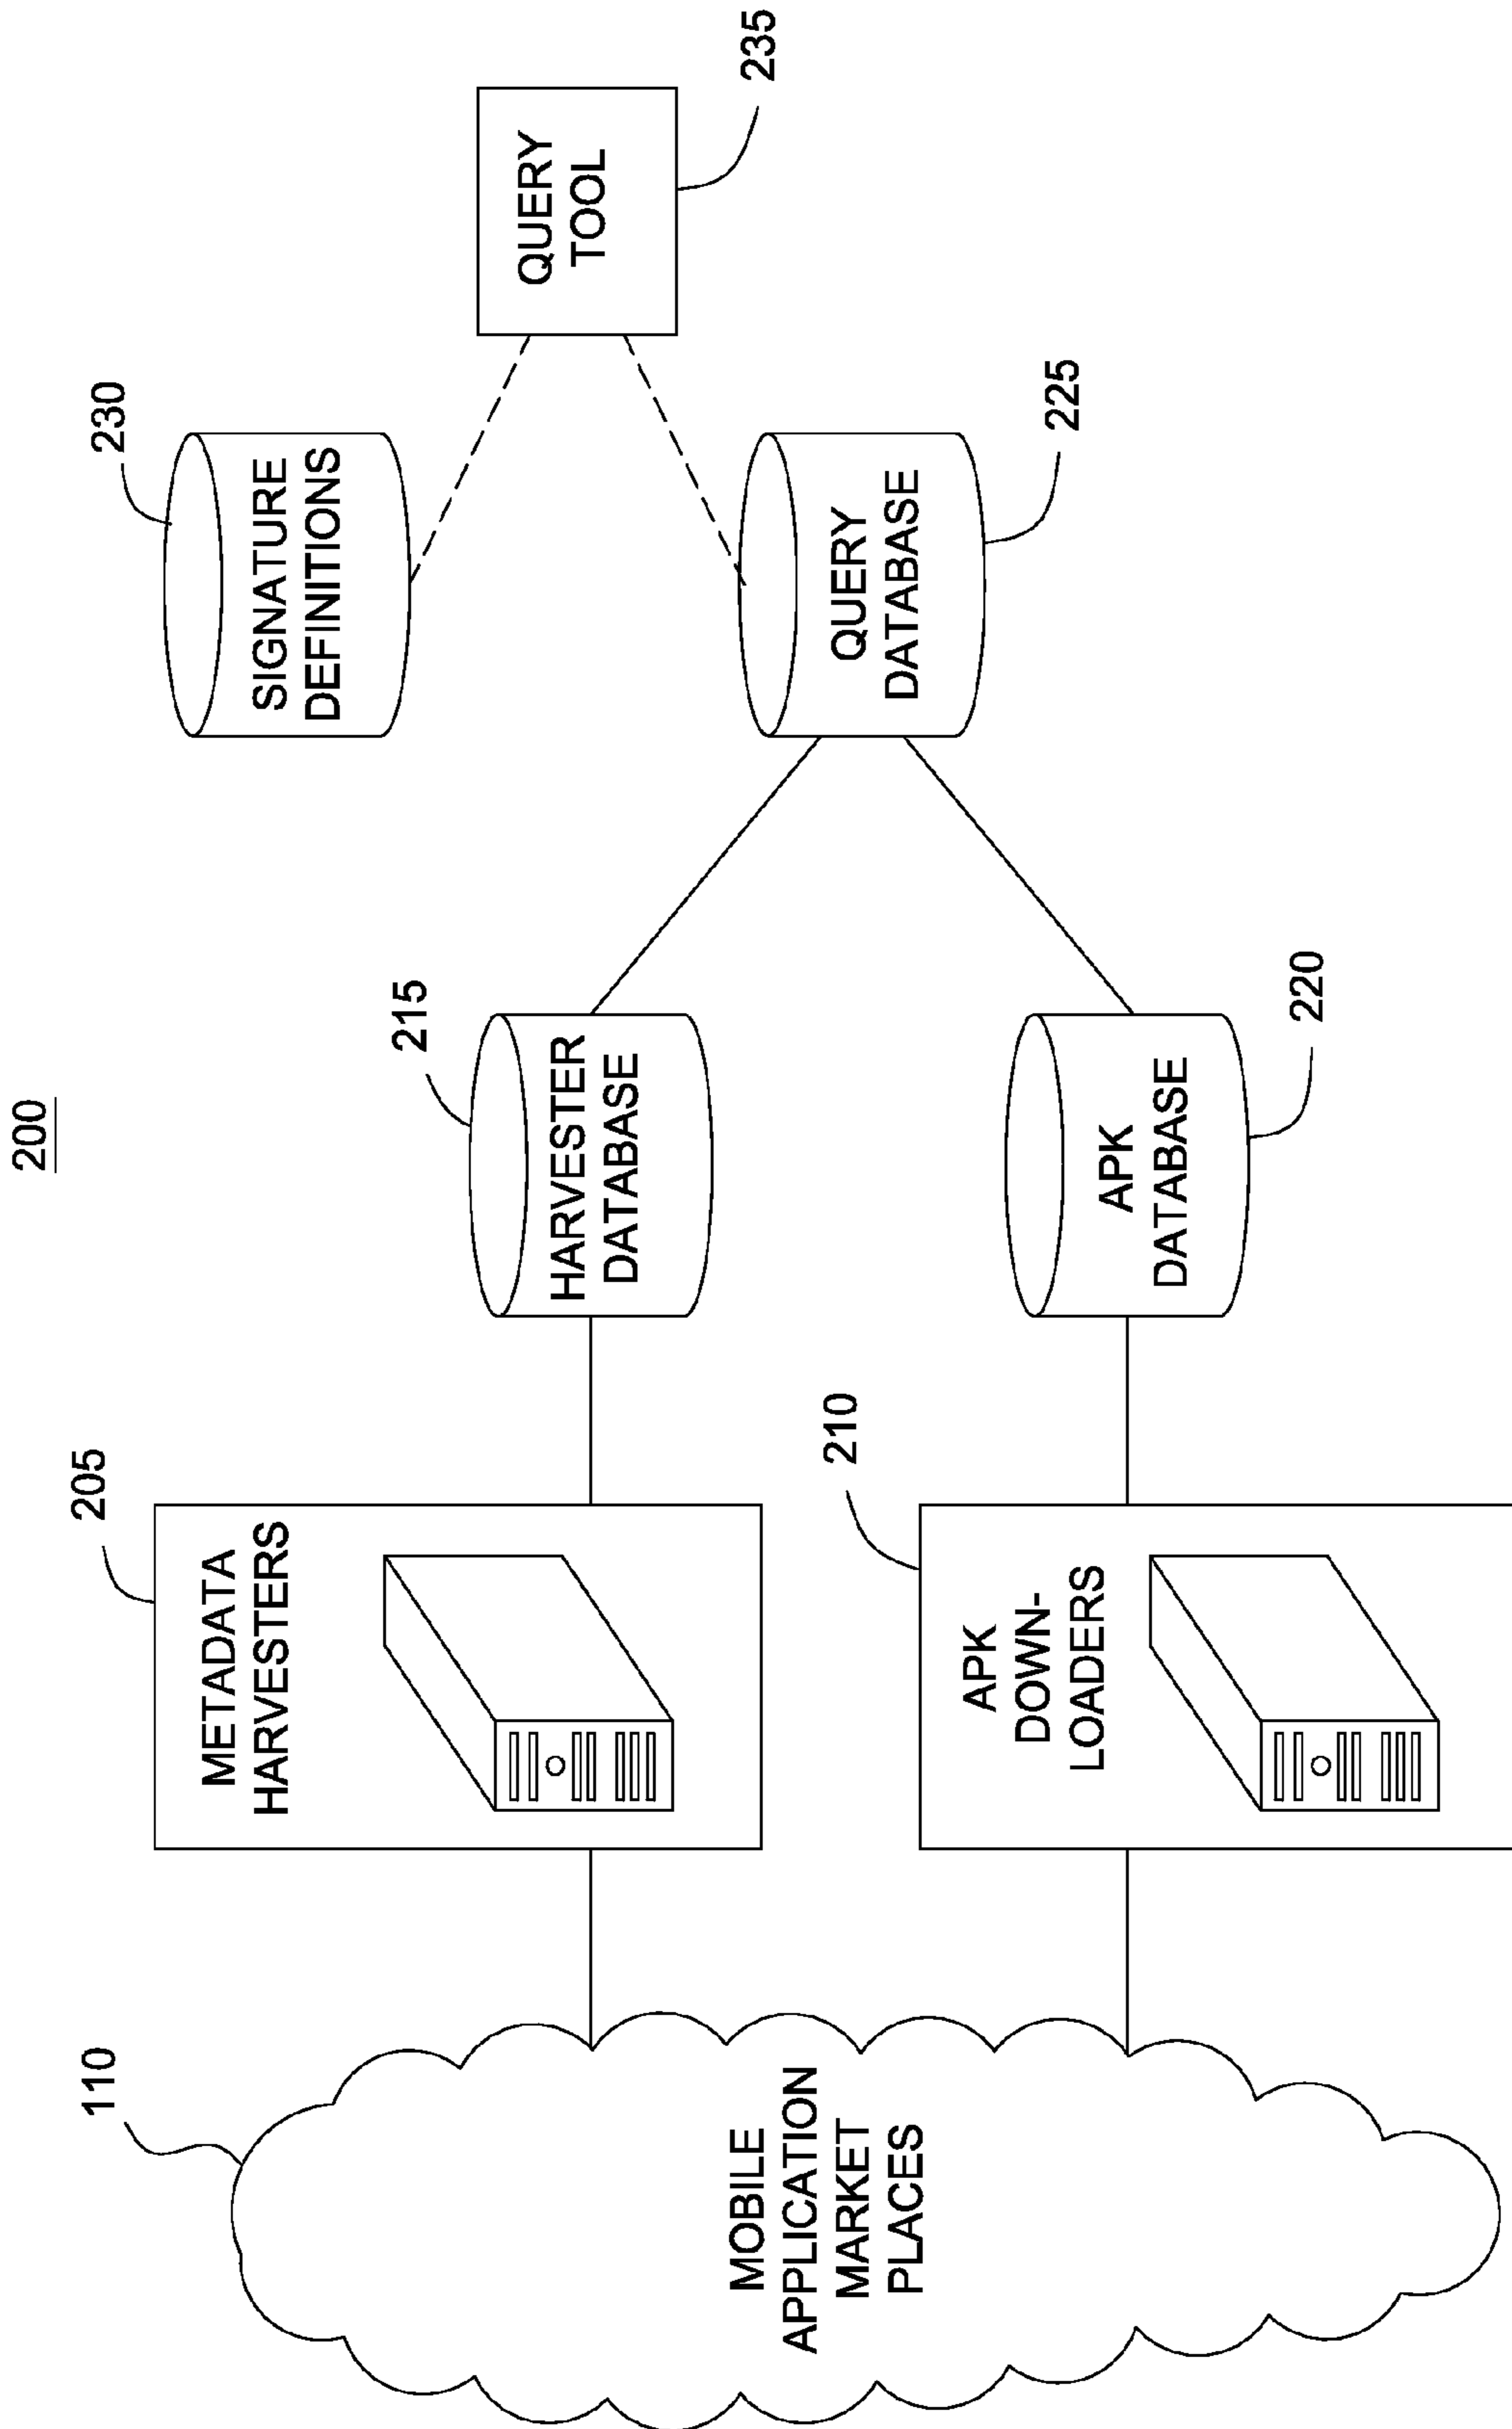 200
110
MOBILE
APPLICATION
MARKET
PLACES
205
METADATA
HARVESTERS
210
APK
DOWN-
LOADERS
215
HARVESTER
DATABASE
220
APK
DATABASE
230
SIGNATURE
DEFINITIONS
225
QUERY
DATABASE
235
QUERY
TOOL